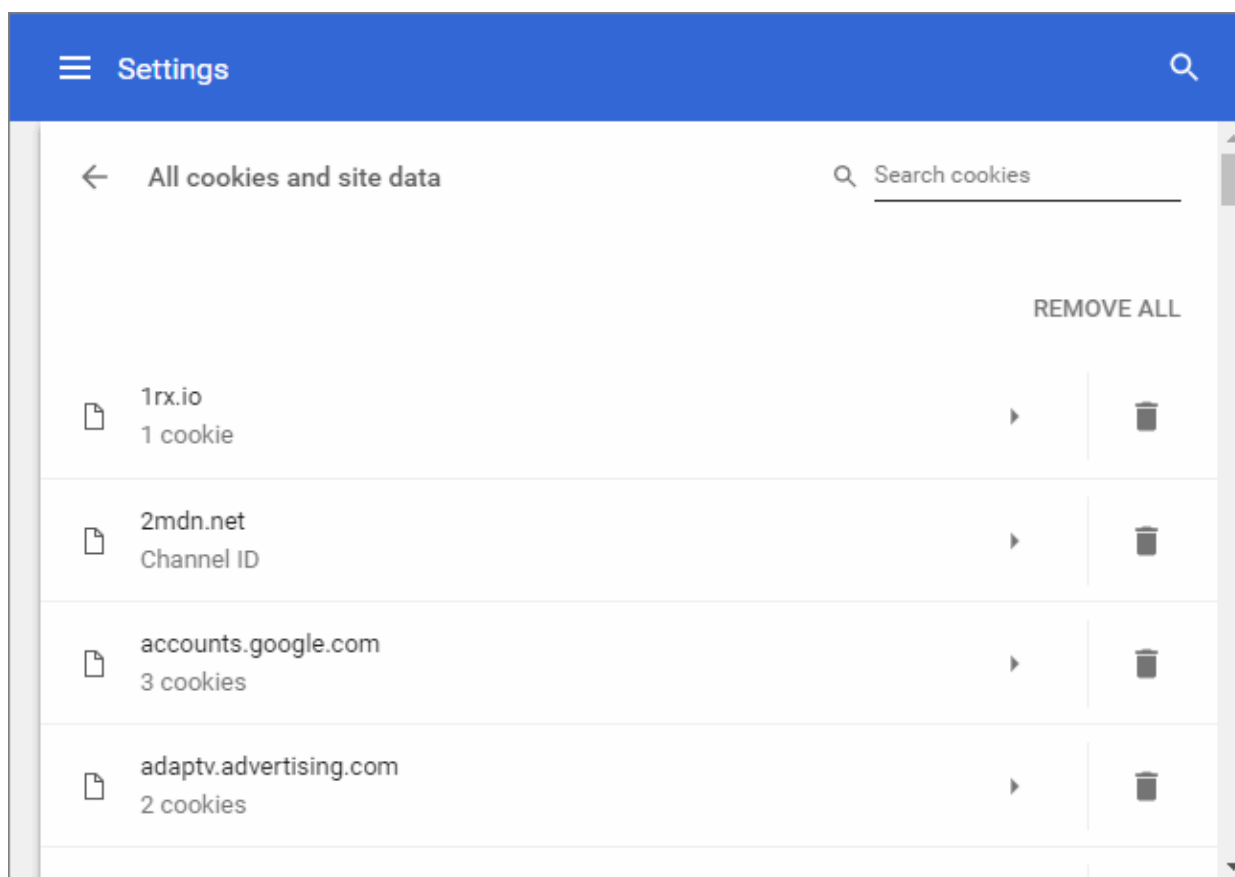 Settings
All cookies and site data
Search cookies
REMOVE ALL
1rx.io
1 cookie
2mdn.net
Channel ID
accounts.google.com
3 cookies
adaptv.advertising.com
2 cookies